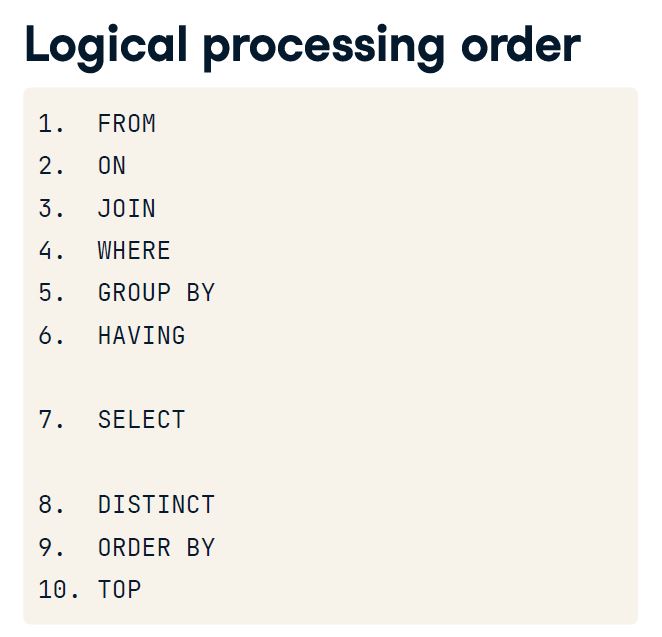 Logical processing order
1. FROM
2. ON
3. JOIN
4. WHERE
5. GROUP BY
6. HAVING
7. SELECT
8. DISTINCT
9. ORDER BY
10. TOP